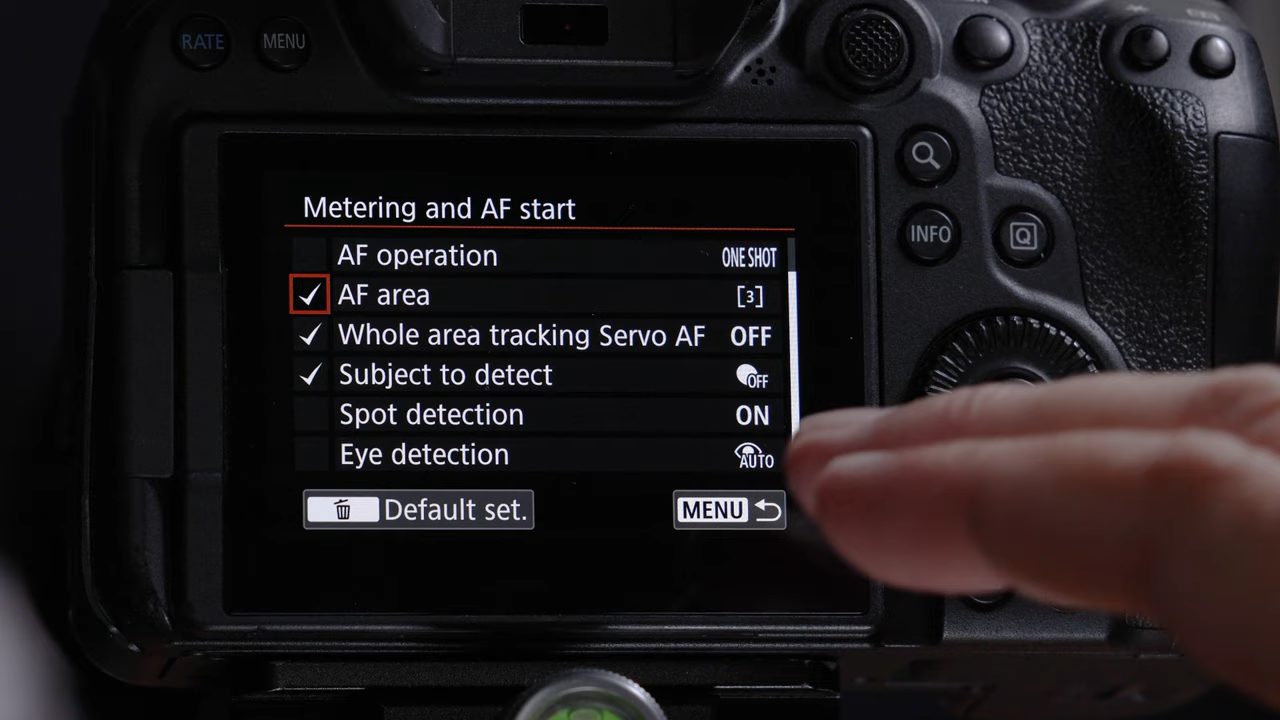 RATE MENU
Metering and AF start
AF operation ONE SHOT
AF area [3]
Whole area tracking Servo AF OFF
Subject to detect OFF
Spot detection ON
Eye detection AUTO
Default set. MENU
INFO Q